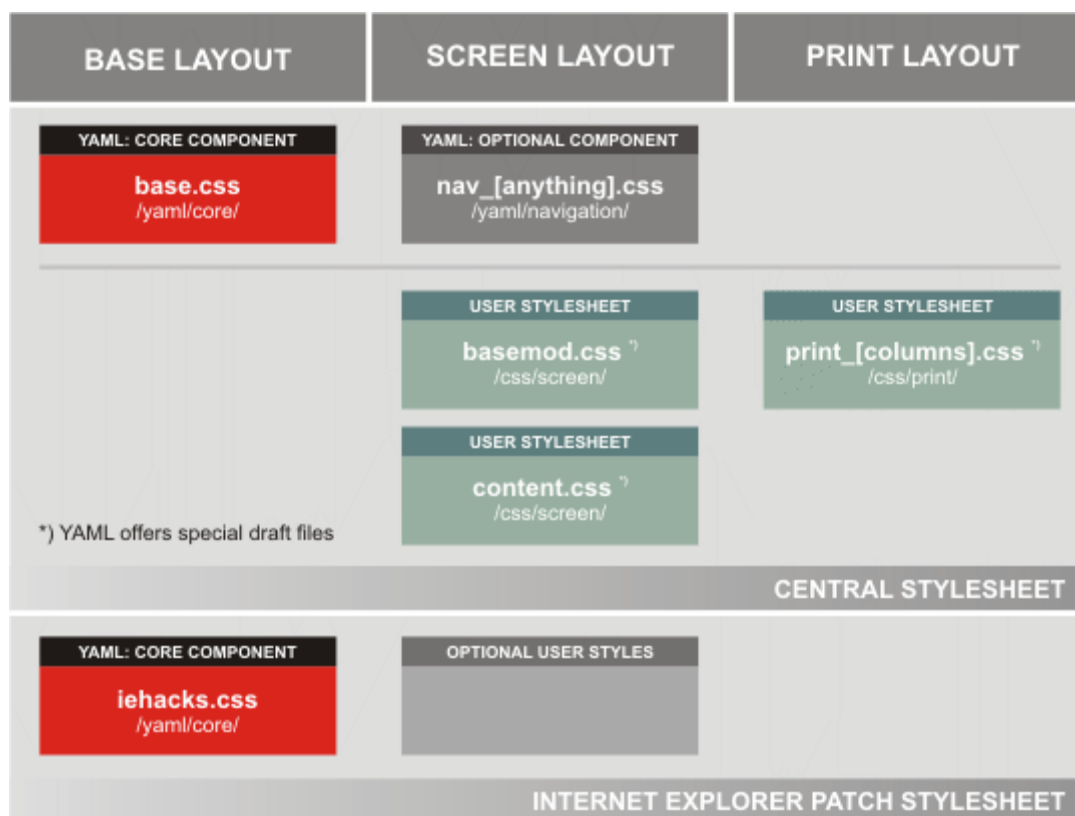 BASE LAYOUT
SCREEN LAYOUT
PRINT LAYOUT
YAML: CORE COMPONENT
base.css
/yaml/core/
YAML: OPTIONAL COMPONENT
nav_[anything].css
/yaml/navigation/
USER STYLESHEET
basemod.css *)
/css/screen/
USER STYLESHEET
print_[columns].css *)
/css/print/
USER STYLESHEET
content.css *)
/css/screen/
*) YAML offers special draft files
CENTRAL STYLESHEET
YAML: CORE COMPONENT
iehacks.css
/yaml/core/
OPTIONAL USER STYLES
INTERNET EXPLORER PATCH STYLESHEET